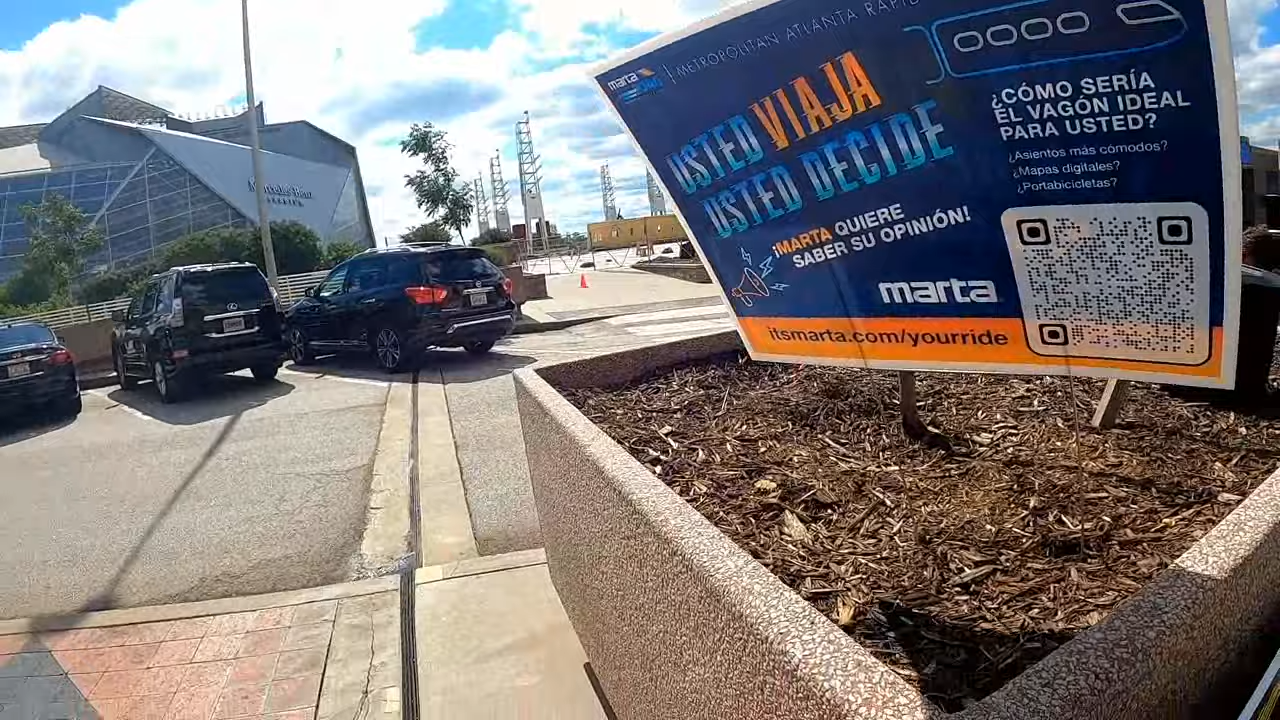 Mercedes-Benz
STADIUM
marta
METROPOLITAN ATLANTA RAPID
USTED VIAJA
USTED DECIDE
¡MARTA QUIERE
SABER SU OPINIÓN!
¿CÓMO SERÍA
EL VAGÓN IDEAL
PARA USTED?
¿Asientos más cómodos?
¿Mapas digitales?
¿Portabicicletas?
marta
itsmarta.com/yourride